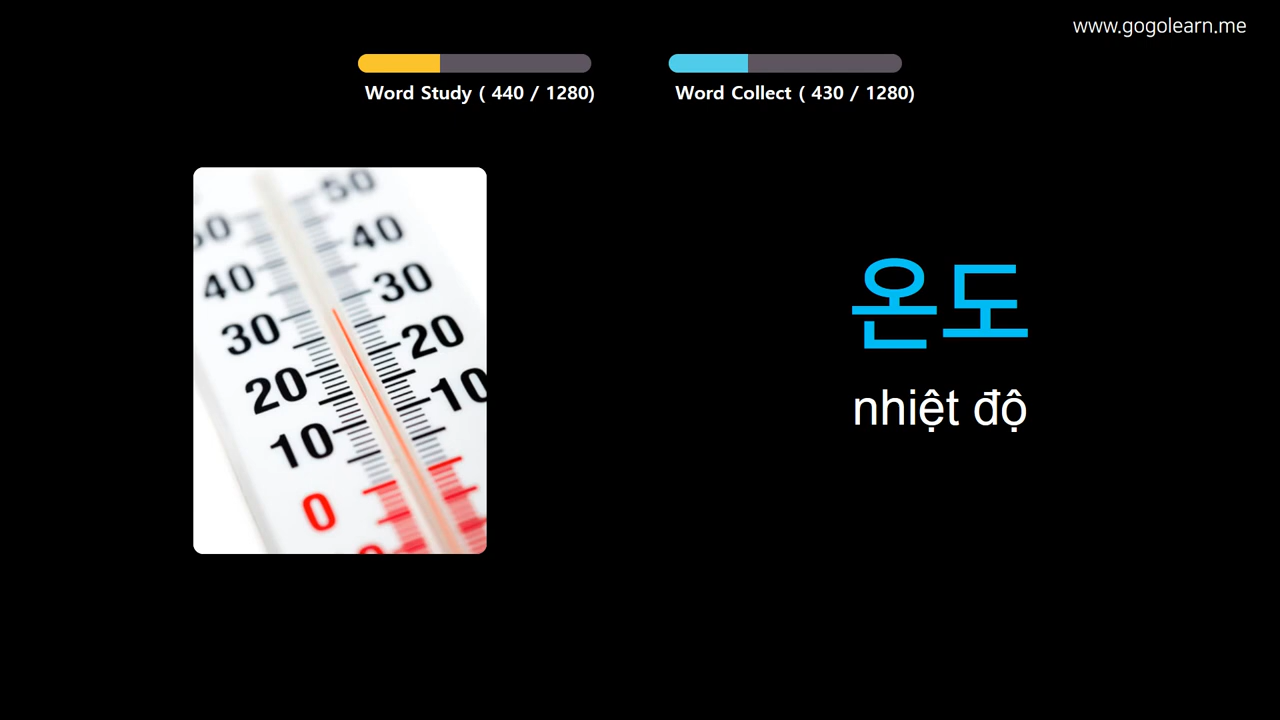 www.gogolearn.me
Word Study ( 440 / 1280)
Word Collect ( 430 / 1280)
50
50
40
40
30
30
20
20
10
10
0
온도
nhiệt độ